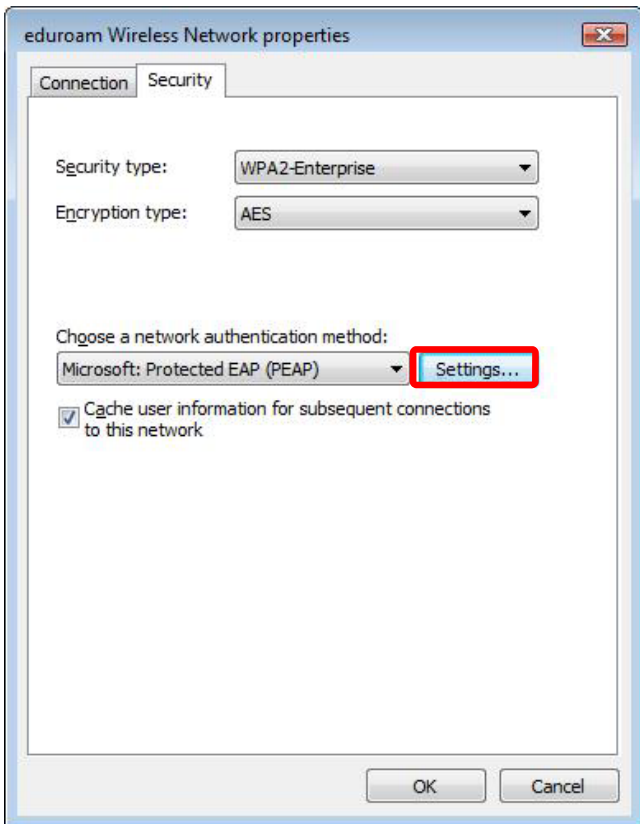 eduroam Wireless Network properties
Connection Security
Security type: WPA2-Enterprise
Encryption type: AES
Choose a network authentication method:
Microsoft: Protected EAP (PEAP) Settings...
Cache user information for subsequent connections
to this network
OK Cancel